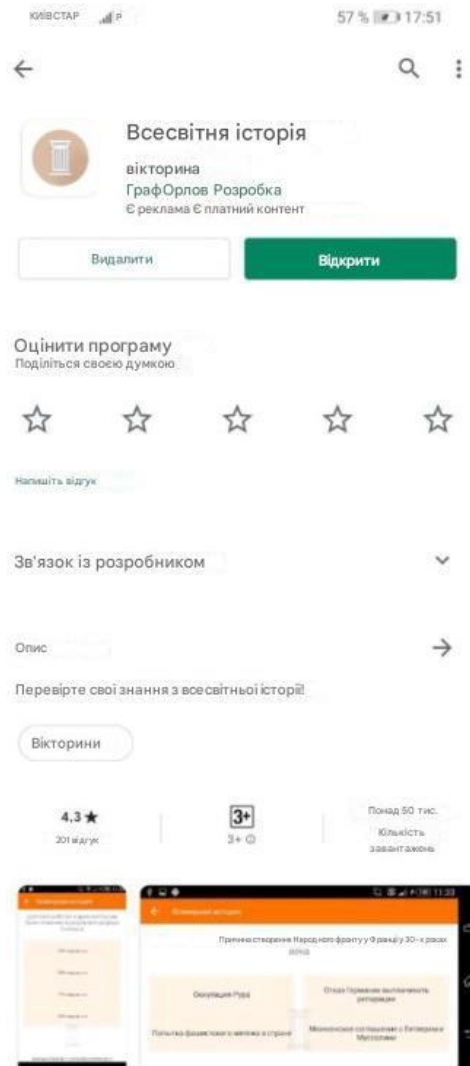 КИЇВСТАР P 57 % 17:51
Всесвітня історія
вікторина
ГрафОрлов Розробка
Є реклама Є платний контент
Видалити Відкрити
Оцінити програму
Поділіться своєю думкою
Напишіть відгук
Зв'язок із розробником
Опис
Перевірте свої знання з всесвітньої історії!
Вікторини
4,3★ 3+ Понад 50 тис.
201 відгук 3+ Кількість завантажень
11:33
Причина створення Народного фронту у Франції у 30-х роках
Оккупация Рура Отказ Германии выплачивать репарации
Попытка фашистского мятежа в стране Мюнхенское соглашение с Гитлером и Муссолини